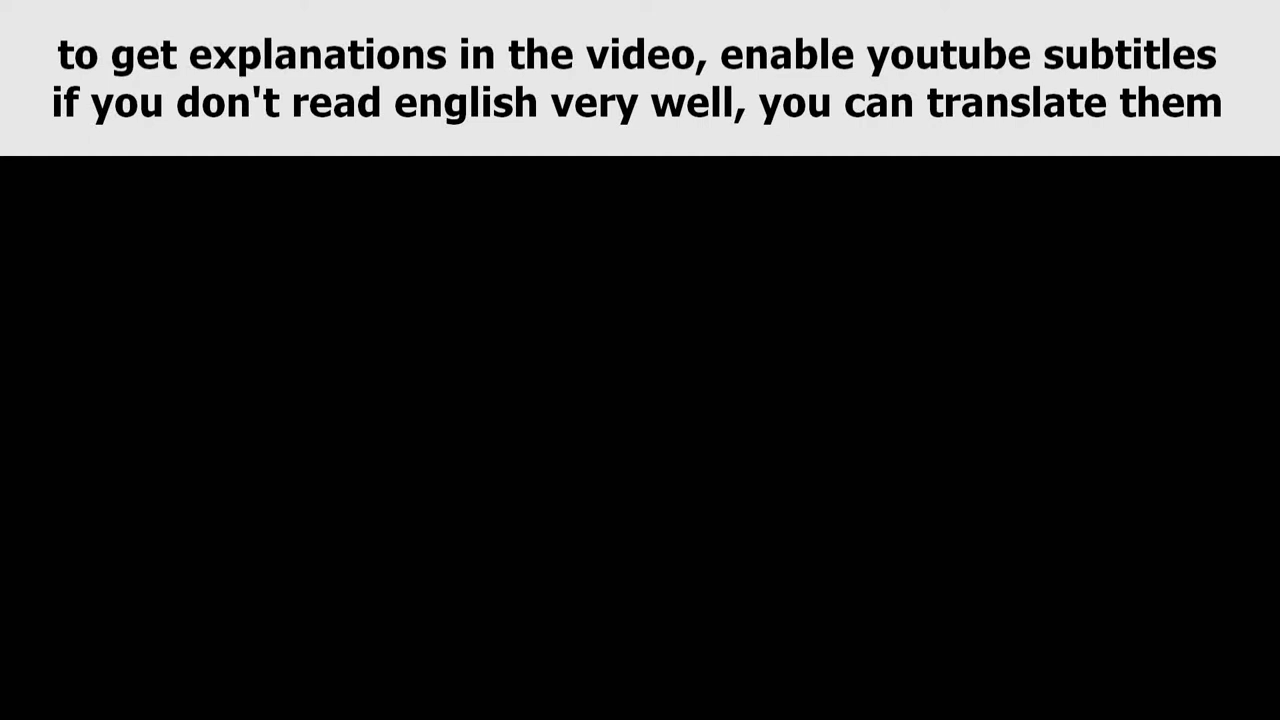 to get explanations in the video, enable youtube subtitles
if you don't read english very well, you can translate them